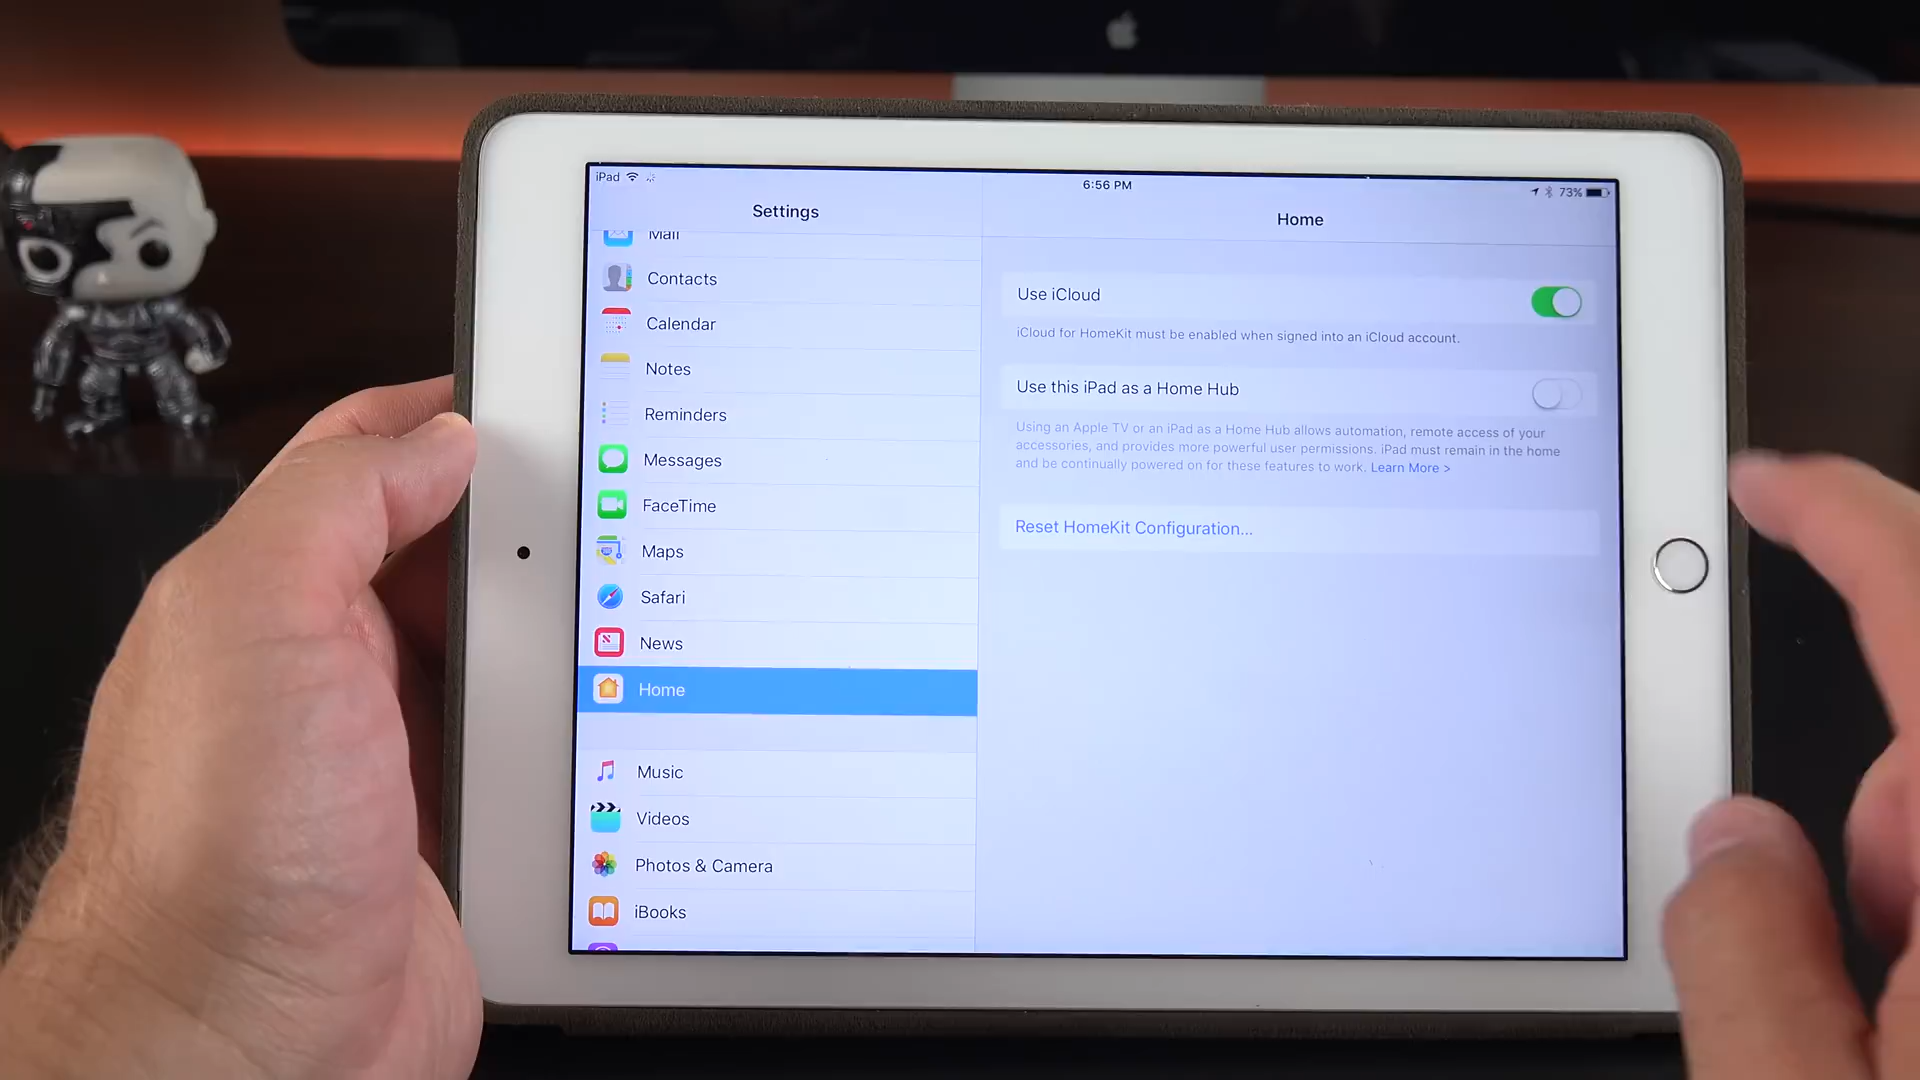 iPad
6:56 PM
73%
Settings
Home
Mail
Contacts
Calendar
Notes
Reminders
Messages
FaceTime
Maps
Safari
News
Home
Music
Videos
Photos & Camera
iBooks
Use iCloud
iCloud for HomeKit must be enabled when signed into an iCloud account.
Use this iPad as a Home Hub
Using an Apple TV or an iPad as a Home Hub allows automation, remote access of your
accessories, and provides more powerful user permissions. iPad must remain in the home
and be continually powered on for these features to work. Learn More >
Reset HomeKit Configuration...